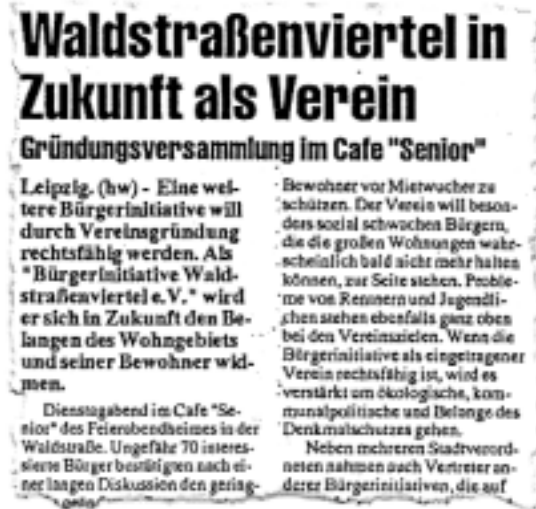 Waldstraßenviertel in
Zukunft als Verein
Gründungsversammlung im Cafe "Senior"
Leipzig. (hw) - Eine wei-
tere Bürgerinitiative will
durch Vereinsgründung
rechtsfähig werden. Als
"Bürgerinitiative Wald-
straßenviertel e.V." wird
er sich in Zukunft den Be-
langen des Wohngebiets
und seiner Bewohner wid-
men.
Dienstagabend im Cafe "Se-
nior" des Feierabendheimes in der
Waldstraße. Ungefähr 70 interes-
sierte Bürger bestätigten nach ei-
ner langen Diskussion den gering-
Bewohner vor Mietwucher zu
schützen. Der Verein will beson-
ders sozial schwachen Bürgern,
die die großen Wohnungen wahr-
scheinlich bald nicht mehr halten
können, zur Seite stehen. Proble-
me von Rentnern und Jugendli-
chen stehen ebenfalls ganz oben
bei den Vereinszielen. Wenn die
Bürgerinitiative als eingetragener
Verein rechtsfähig ist, wird es
verstärkt um ökologische, kom-
munalpolitische und Belange des
Denkmalschutzes gehen.
Neben mehreren Stadtverord-
neten nahmen auch Vertreter an-
derer Bürgerinitiativen, die auf